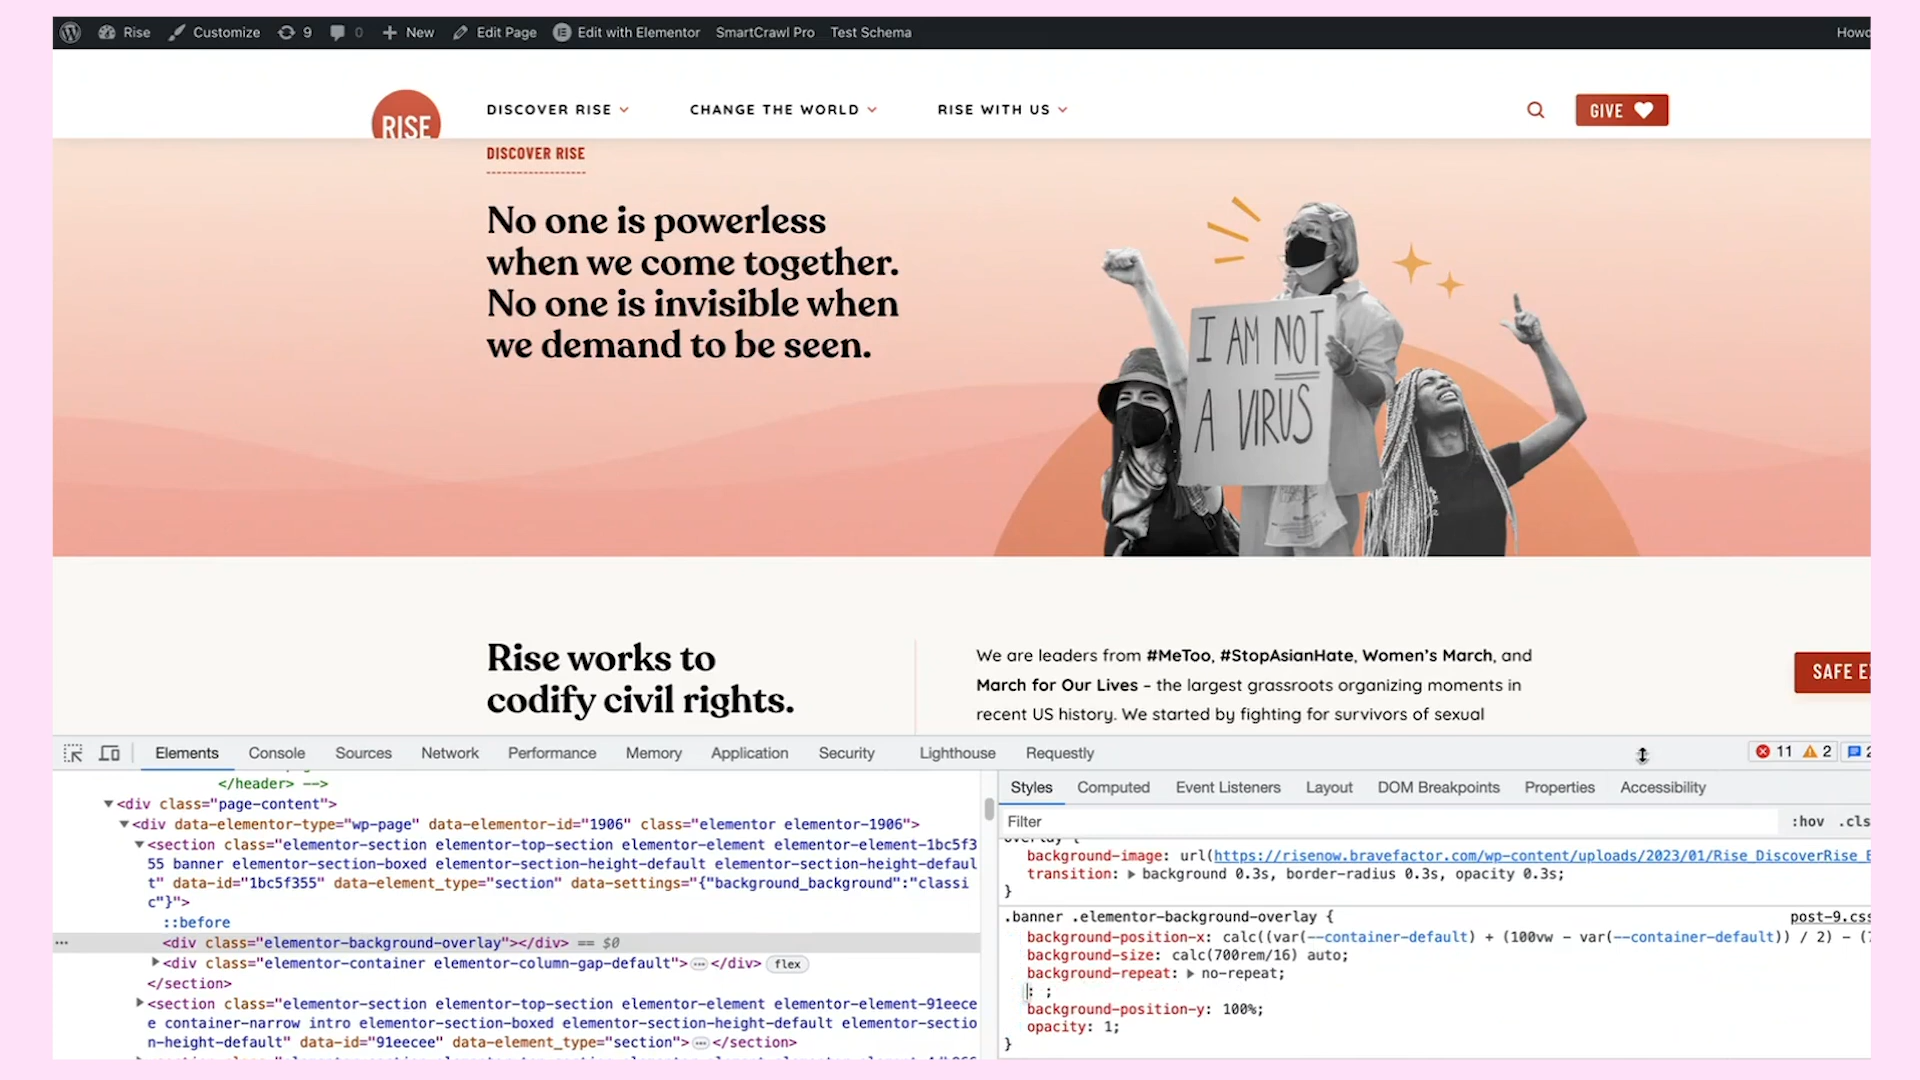 Rise Customize 9 0 New Edit Page Edit with Elementor SmartCrawl Pro Test Schema
RISE DISCOVER RISE CHANGE THE WORLD RISE WITH US GIVE
DISCOVER RISE
No one is powerless
when we come together.
No one is invisible when
we demand to be seen.
I AM NOT
A VIRUS
Rise works to
codify civil rights.
We are leaders from #MeToo, #StopAsianHate, Women's March, and
March for Our Lives – the largest grassroots organizing moments in
recent US history. We started by fighting for survivors of sexual
SAFE
Elements Console Sources Network Performance Memory Application Security Lighthouse Requestly 11 2
</header> -->
▼<div class="page-content">
▼<div data-elementor-type="wp-page" data-elementor-id="1906" class="elementor elementor-1906">
▼<section class="elementor-section elementor-top-section elementor-element elementor-element-1bc5f3
55 banner elementor-section-boxed elementor-section-height-default elementor-section-height-defaul
t" data-id="1bc5f355" data-element_type="section" data-settings="{"background_background":"classi
c"}">
::before
<div class="elementor-background-overlay"></div> == $0
▶<div class="elementor-container elementor-column-gap-default">…</div> flex
</section>
▶<section class="elementor-section elementor-top-section elementor-element elementor-element-91eece
e container-narrow intro elementor-section-boxed elementor-section-height-default elementor-sectio
n-height-default" data-id="91eecee" data-element_type="section">…</section>
Styles Computed Event Listeners Layout DOM Breakpoints Properties Accessibility
Filter :hov .cls
overlay {
background-image: url(https://risenow.bravefactor.com/wp-content/uploads/2023/01/Rise_DiscoverRise_
transition: ▶ background 0.3s, border-radius 0.3s, opacity 0.3s;
}
.banner .elementor-background-overlay { post-9.css
background-position-x: calc((var(--container-default) + (100vw - var(--container-default)) / 2) - (
background-size: calc(700rem/16) auto;
background-repeat: ▶ no-repeat;
: ;
background-position-y: 100%;
opacity: 1;
}